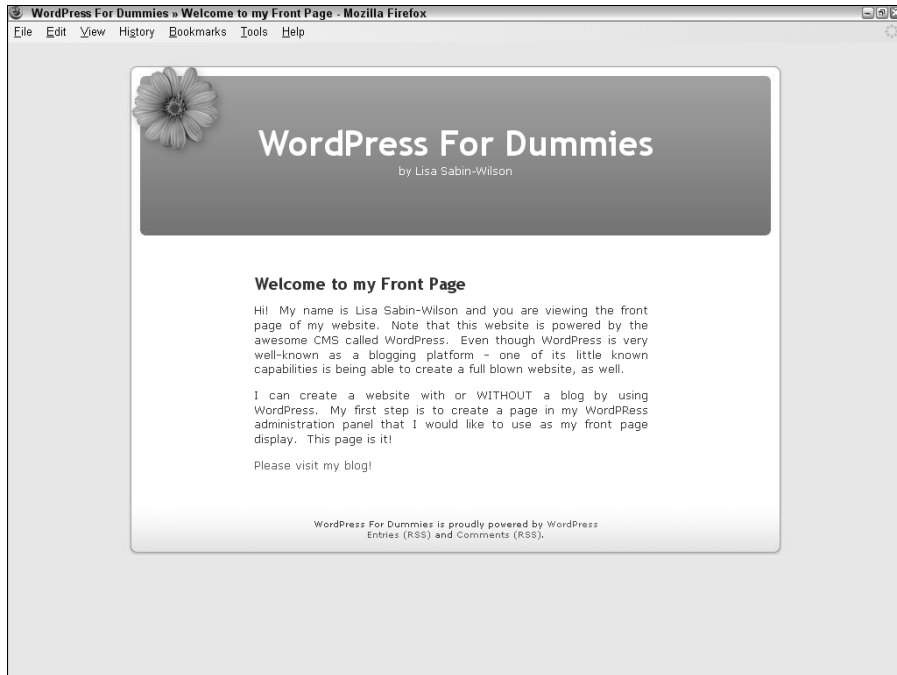 WordPress For Dummies » Welcome to my Front Page - Mozilla Firefox
File Edit View History Bookmarks Tools Help
WordPress For Dummies
by Lisa Sabin-Wilson
Welcome to my Front Page
Hi! My name is Lisa Sabin-Wilson and you are viewing the front
page of my website. Note that this website is powered by the
awesome CMS called WordPress. Even though WordPress is very
well-known as a blogging platform - one of its little known
capabilities is being able to create a full blown website, as well.
I can create a website with or WITHOUT a blog by using
WordPress. My first step is to create a page in my WordPRess
administration panel that I would like to use as my front page
display. This page is it!
Please visit my blog!
WordPress For Dummies is proudly powered by WordPress
Entries (RSS) and Comments (RSS).